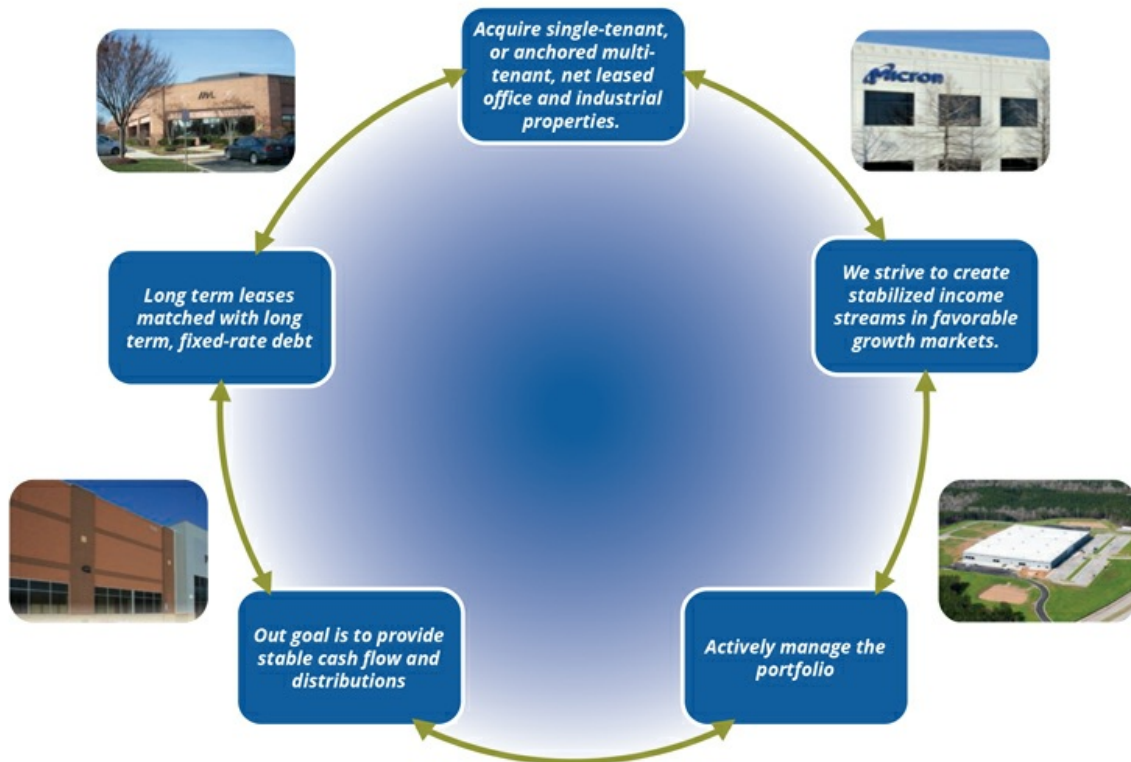 Acquire single-tenant,
or anchored multi-
tenant, net leased
office and industrial
properties.
Micron
Long term leases
matched with long
term, fixed-rate debt
We strive to create
stabilized income
streams in favorable
growth markets.
Out goal is to provide
stable cash flow and
distributions
Actively manage the
portfolio